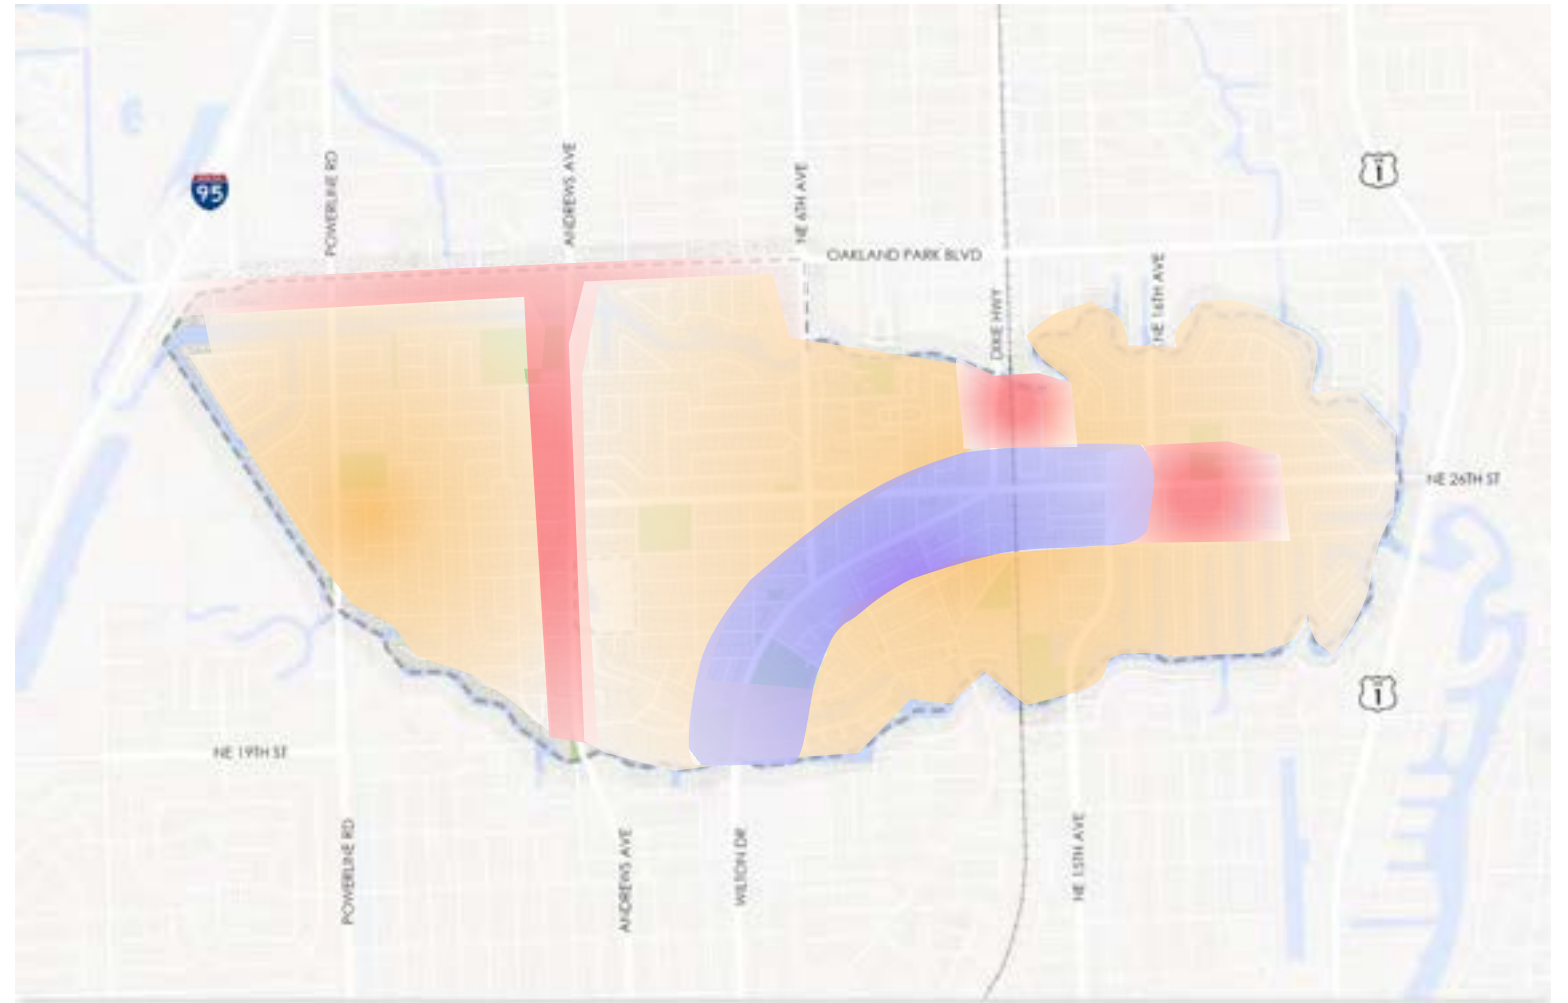 1
95
POWERLINE RD
ANDREWS AVE
NE 6TH AVE
OAKLAND PARK BLVD
NE 16TH AVE
DIXIE HWY
NE 26TH ST
1
NE 19TH ST
POWERLINE RD
ANDREWS AVE
WILTON DR
NE 15TH AVE